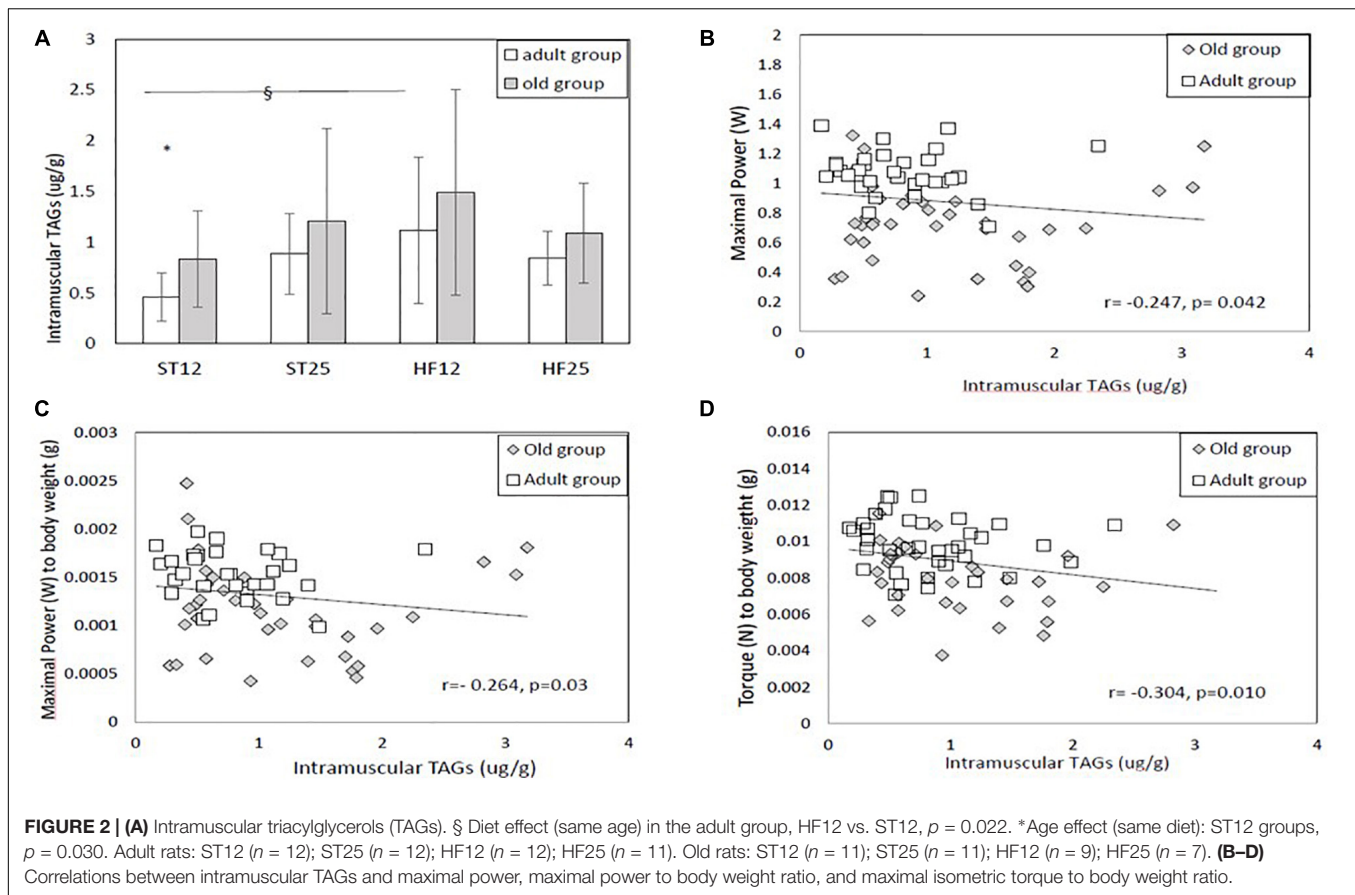 A
3
2.5
2
1.5
1
0.5
0
Intramuscular TAGs (ug/g)
adult group
old group
§
*
ST12 ST25 HF12 HF25
B
2
1.8
1.6
1.4
1.2
1
0.8
0.6
0.4
0.2
0
Maximal Power (W)
Old group
Adult group
r= -0.247, p= 0.042
0 1 2 3 4
Intramuscular TAGs (ug/g)
C
0.003
0.0025
0.002
0.0015
0.001
0.0005
0
Maximal Power (W) to body weight (g)
Old group
Adult group
r=- 0.264, p=0.03
0 1 2 3 4
Intramuscular TAGs (ug/g)
D
0.016
0.014
0.012
0.01
0.008
0.006
0.004
0.002
0
Torque (N) to body weigtht (g)
Old group
Adult group
r= -0.304, p=0.010
0 1 2 3 4
Intramuscular TAGs (ug/g)
FIGURE 2 | (A) Intramuscular triacylglycerols (TAGs). § Diet effect (same age) in the adult group, HF12 vs. ST12, p = 0.022. *Age effect (same diet): ST12 groups,
p = 0.030. Adult rats: ST12 (n = 12); ST25 (n = 12); HF12 (n = 12); HF25 (n = 11). Old rats: ST12 (n = 11); ST25 (n = 11); HF12 (n = 9); HF25 (n = 7). (B–D)
Correlations between intramuscular TAGs and maximal power, maximal power to body weight ratio, and maximal isometric torque to body weight ratio.